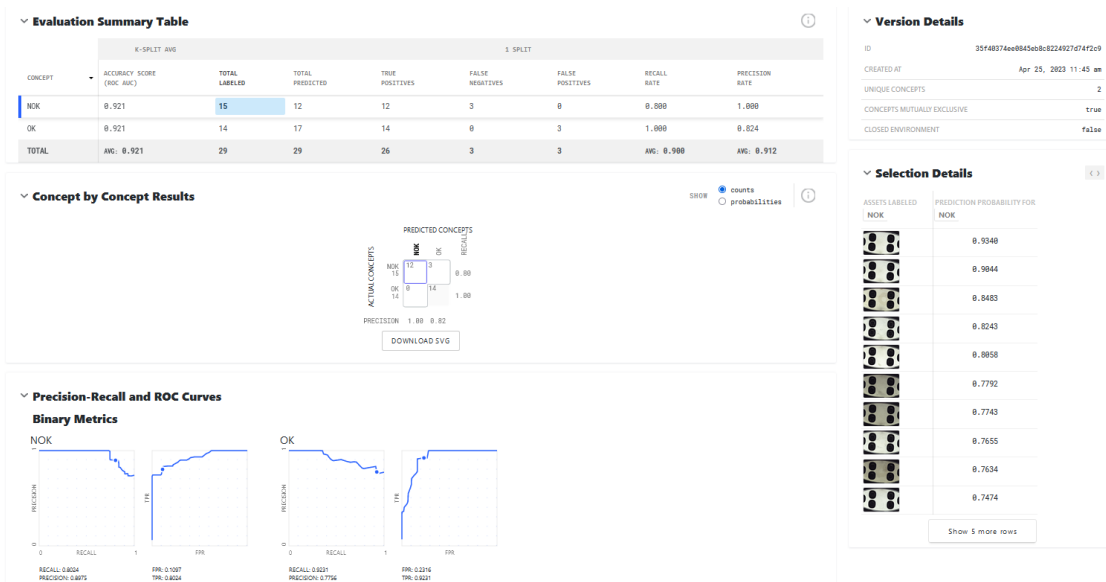 Evaluation Summary Table
K-SPLIT AVG 1 SPLIT
CONCEPT ACCURACY SCORE (ROC AUC) TOTAL LABELED TOTAL PREDICTED TRUE POSITIVES FALSE NEGATIVES FALSE POSITIVES RECALL RATE PRECISION RATE
NOK 0.921 15 12 12 3 0 0.800 1.000
OK 0.921 14 17 14 0 3 1.000 0.824
TOTAL AVG: 0.921 29 29 26 3 3 AVG: 0.900 AVG: 0.912
Concept by Concept Results
SHOW counts
probabilities
PREDICTED CONCEPTS
NOK OK RECALL
ACTUAL CONCEPTS
NOK 15 12 3 0.80
OK 14 0 14 1.00
PRECISION 1.00 0.82
DOWNLOAD SVG
Precision-Recall and ROC Curves
Binary Metrics
NOK
PRECISION
0 1
0 RECALL 1
TPR
FPR
RECALL: 0.8024
PRECISION: 0.8975
FPR: 0.1097
TPR: 0.8024
OK
PRECISION
0 1
0 RECALL 1
TPR
FPR
RECALL: 0.9231
PRECISION: 0.7756
FPR: 0.2316
TPR: 0.9231
Version Details
ID 35f40374ee0845eb8c8224927d74f2c9
CREATED AT Apr 25, 2023 11:45 am
UNIQUE CONCEPTS 2
CONCEPTS MUTUALLY EXCLUSIVE true
CLOSED ENVIRONMENT false
Selection Details
ASSETS LABELED PREDICTION PROBABILITY FOR
NOK NOK
0.9340
0.9044
0.8483
0.8243
0.8058
0.7792
0.7743
0.7655
0.7634
0.7474
Show 5 more rows